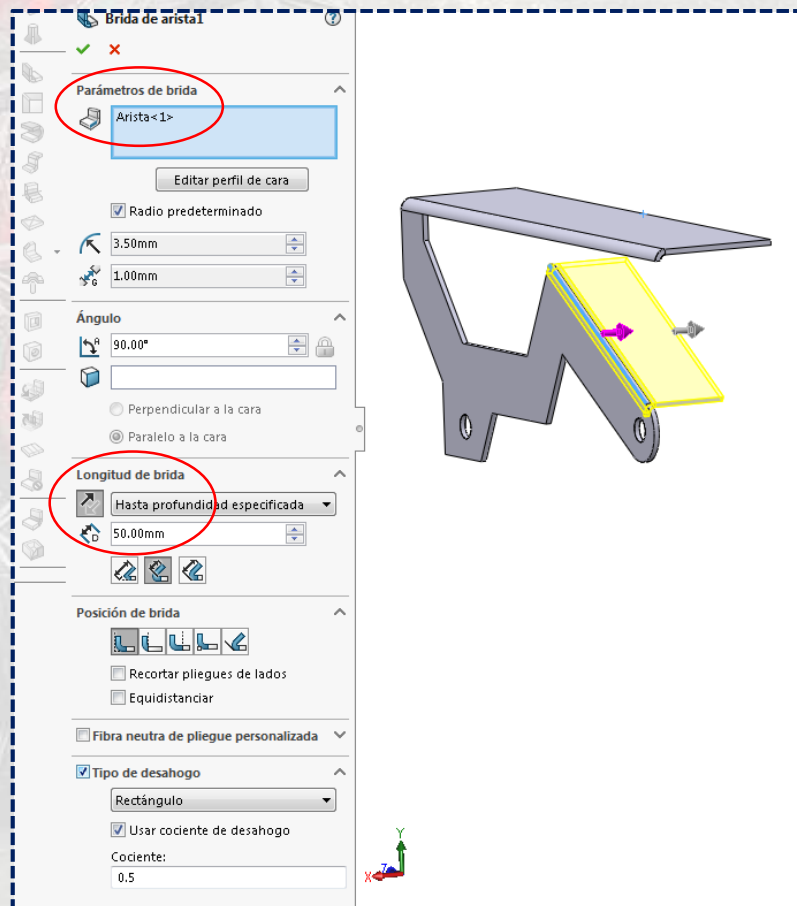 Brida de arista1
Parámetros de brida
Arista<1>
Editar perfil de cara
Radio predeterminado
3.50mm
1.00mm
Ángulo
90.00°
Perpendicular a la cara
Paralelo a la cara
Longitud de brida
Hasta profundidad especificada
50.00mm
Posición de brida
Recortar pliegues de lados
Equidistanciar
Fibra neutra de pliegue personalizada
Tipo de desahogo
Rectángulo
Usar cociente de desahogo
Cociente:
0.5
Y
Z
X